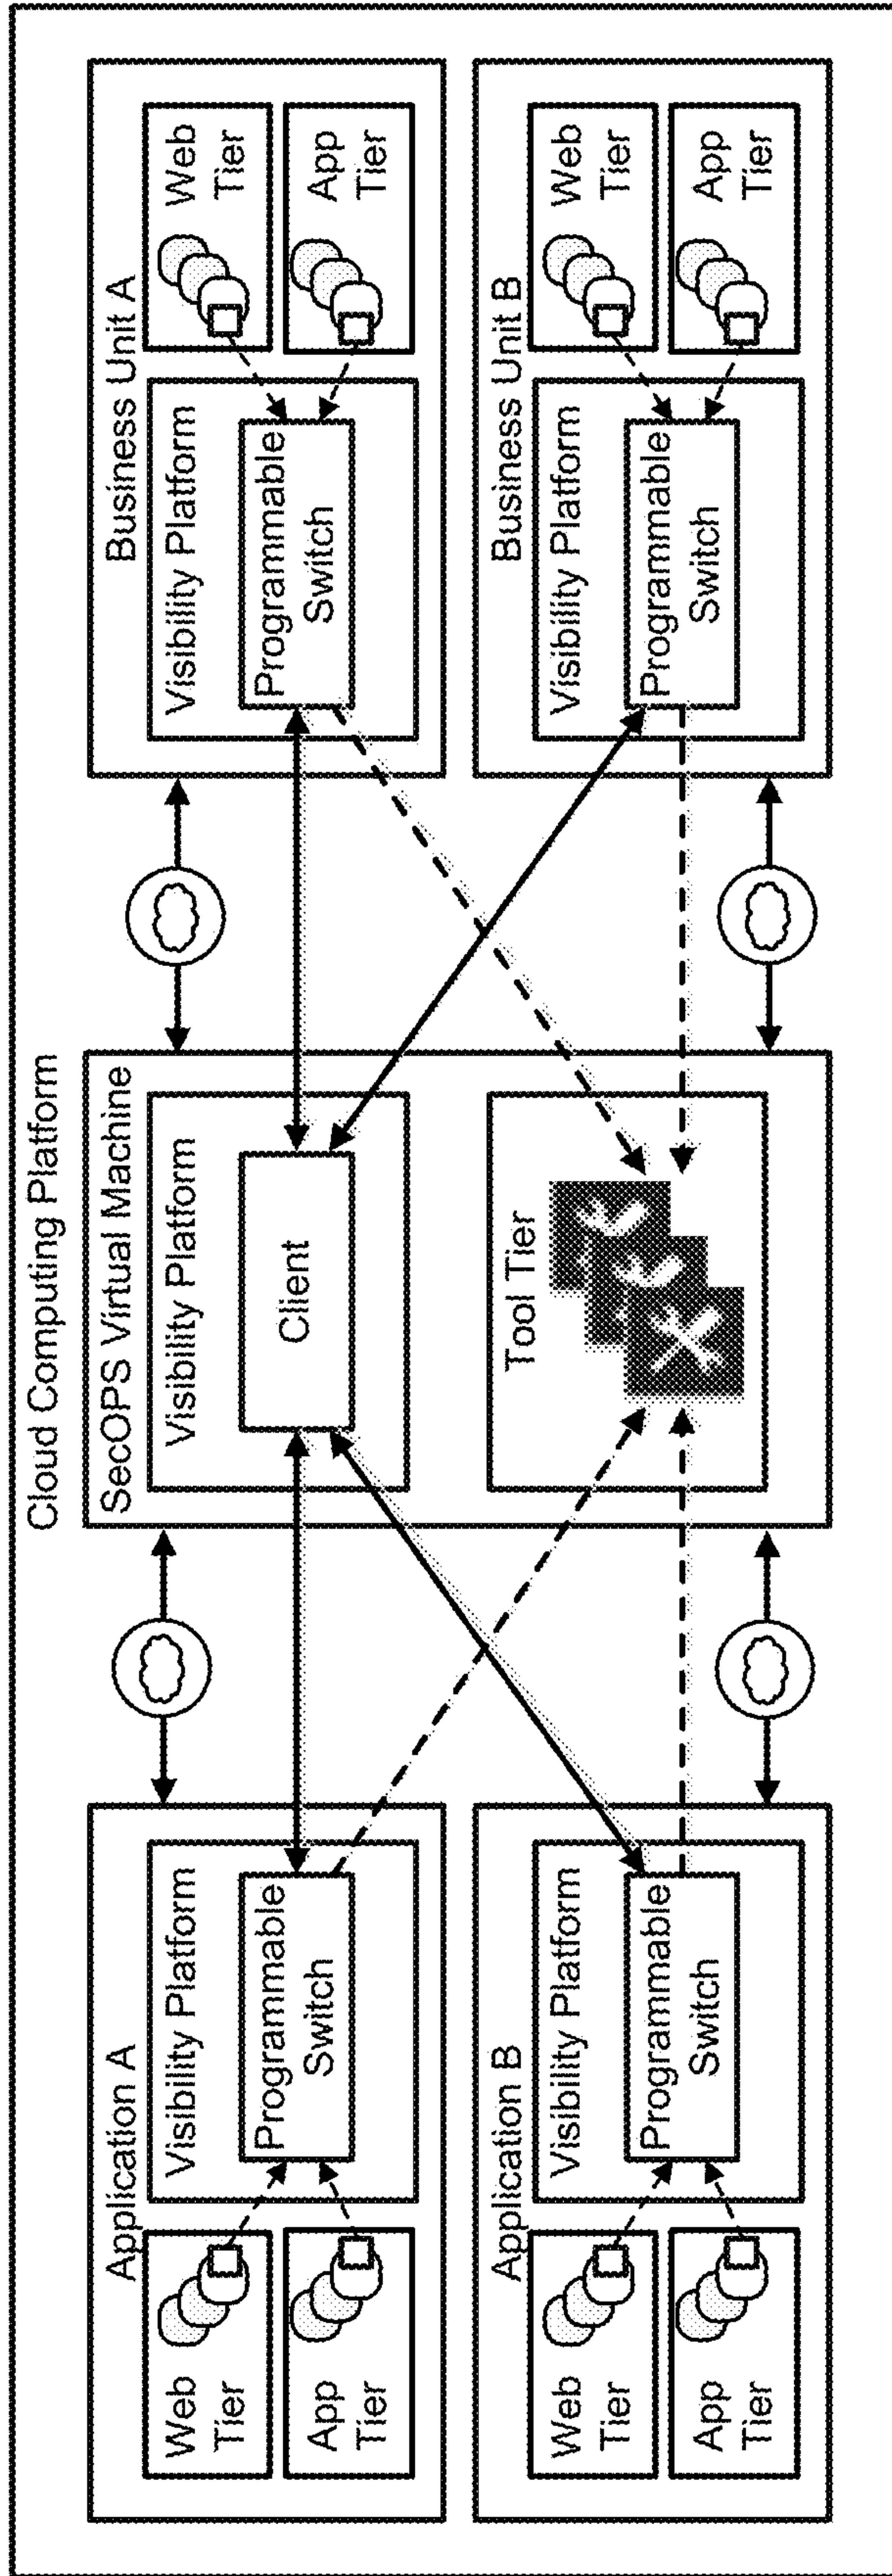 Cloud Computing Platform
Application A
Web
Tier
App
Tier
Visibility Platform
Programmable
Switch
Application B
Web
Tier
App
Tier
Visibility Platform
Programmable
Switch
SecOPS Virtual Machine
Visibility Platform
Client
Tool Tier
Business Unit A
Visibility Platform
Programmable
Switch
Web
Tier
App
Tier
Business Unit B
Visibility Platform
Programmable
Switch
Web
Tier
App
Tier